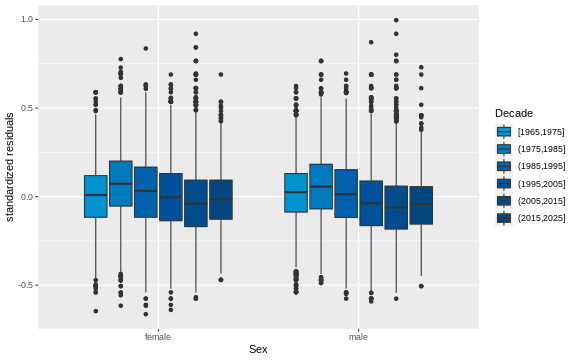 1.0
0.5
0.0
-0.5
standardized residuals
female
male
Sex
Decade
[1965,1975]
(1975,1985]
(1985,1995]
(1995,2005]
(2005,2015]
(2015,2025]